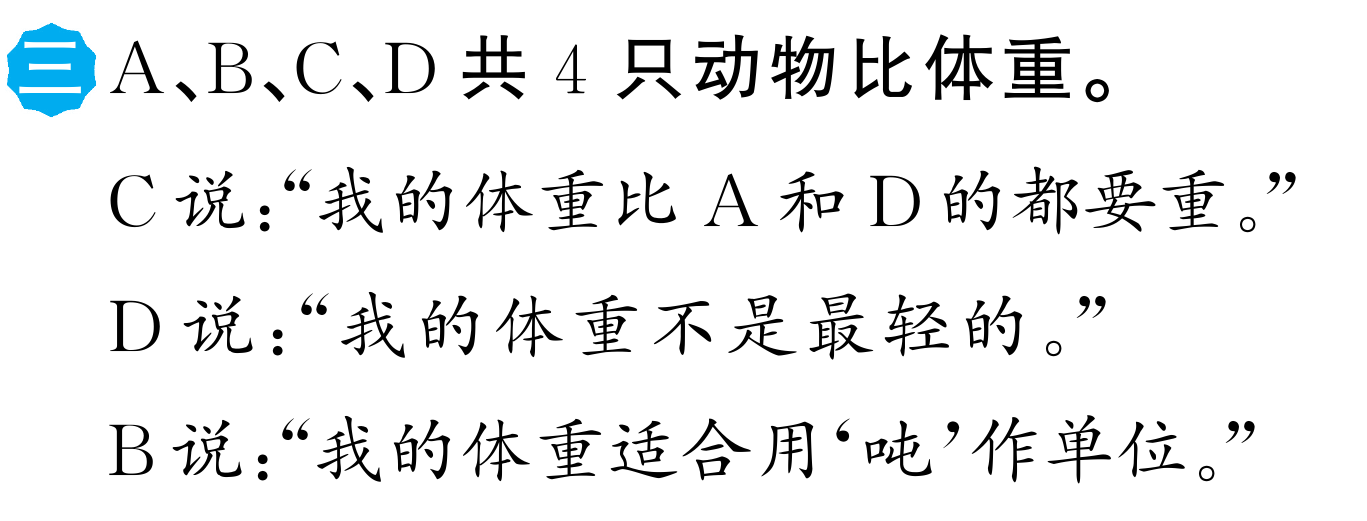 三 A、B、C、D 共 4 只动物比体重。
C 说:“我的体重比 A 和 D 的都要重。”
D 说:“我的体重不是最轻的。”
B 说:“我的体重适合用‘吨’作单位。”